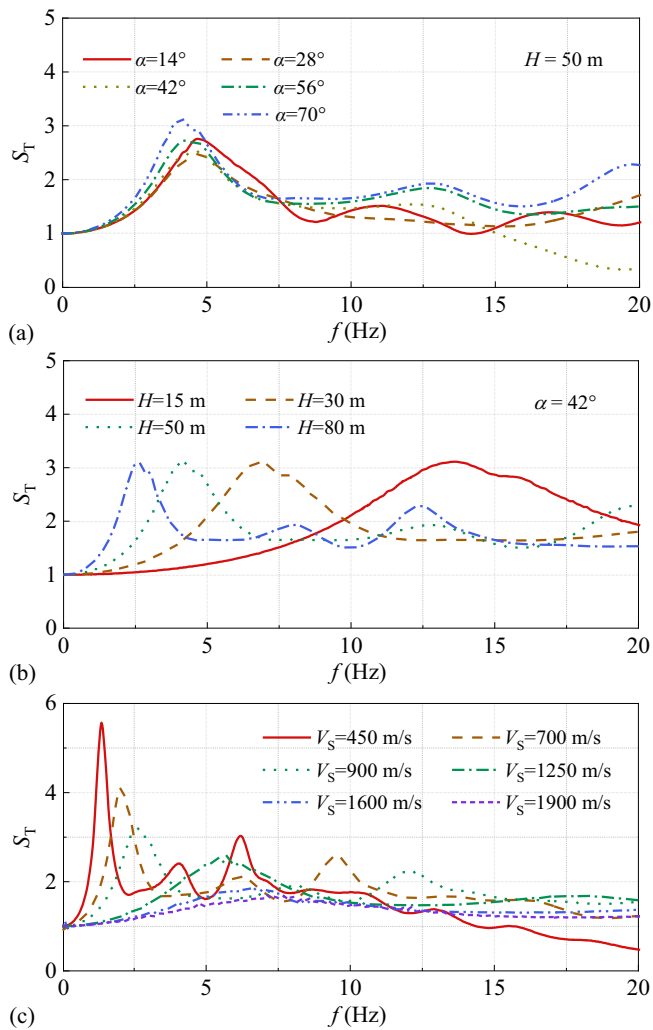 5
α=14° α=28° H = 50 m
4
α=42° α=56°
α=70°
3
S_T
2
1
0
0 5 10 15 20
(a) f (Hz)
5
H=15 m H=30 m α = 42°
4
H=50 m H=80 m
3
S_T
2
1
0
0 5 10 15 20
(b) f (Hz)
6
V_S=450 m/s V_S=700 m/s
V_S=900 m/s V_S=1250 m/s
V_S=1600 m/s V_S=1900 m/s
4
S_T
2
0
0 5 10 15 20
(c) f (Hz)